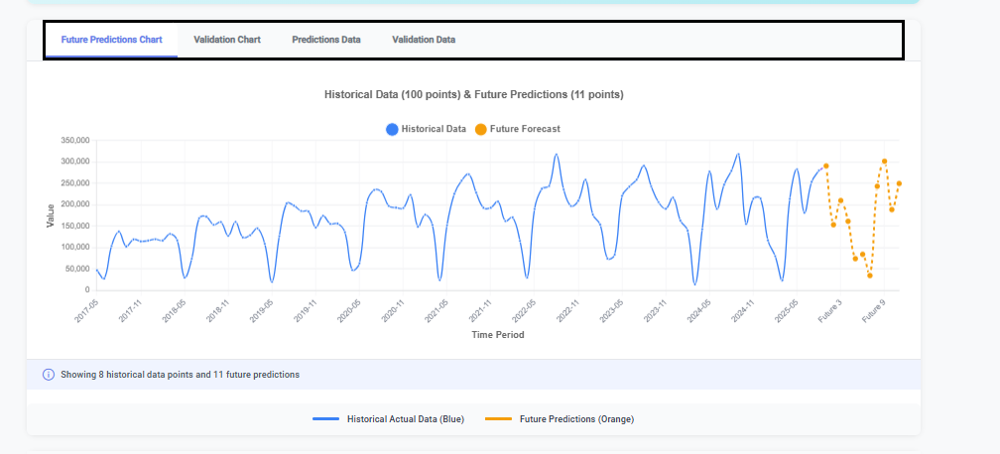 Future Predictions Chart Validation Chart Predictions Data Validation Data
Historical Data (100 points) & Future Predictions (11 points)
Historical Data Future Forecast
350,000
300,000
250,000
200,000
150,000
100,000
50,000
0
Value
2017-05 2017-11 2018-05 2018-11 2019-05 2019-11 2020-05 2020-11 2021-05 2021-11 2022-05 2022-11 2023-05 2023-11 2024-05 2024-11 2025-05 Future 3 Future 9
Time Period
Showing 8 historical data points and 11 future predictions
Historical Actual Data (Blue) Future Predictions (Orange)